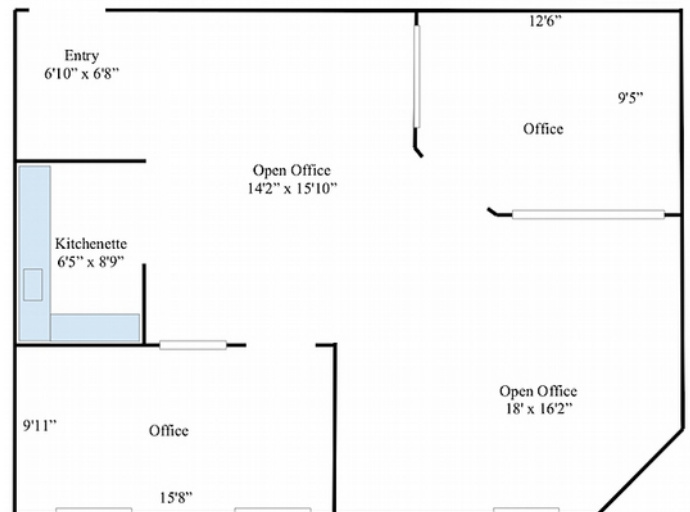 12'6”
Entry
6'10” x 6'8”
9'5”
Office
Open Office
14'2” x 15'10”
Kitchenette
6'5” x 8'9”
Open Office
18' x 16'2”
9'11”
Office
15'8”